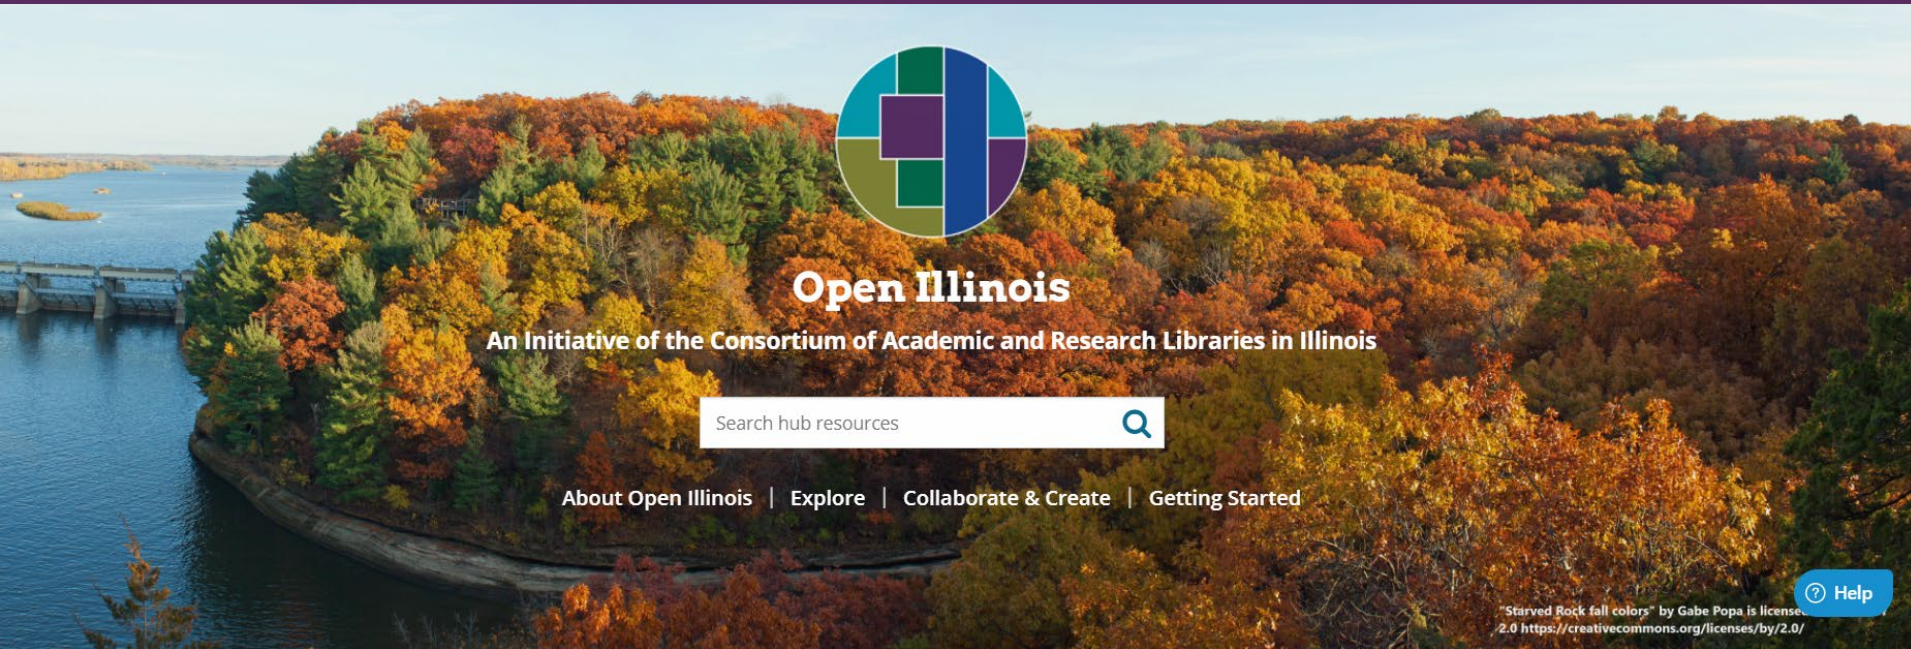 Open Illinois
An Initiative of the Consortium of Academic and Research Libraries in Illinois
Search hub resources
About Open Illinois | Explore | Collaborate & Create | Getting Started
Help
"Starved Rock fall colors" by Gabe Popa is
2.0 https://creativecommons.org/licenses/by/2.0/